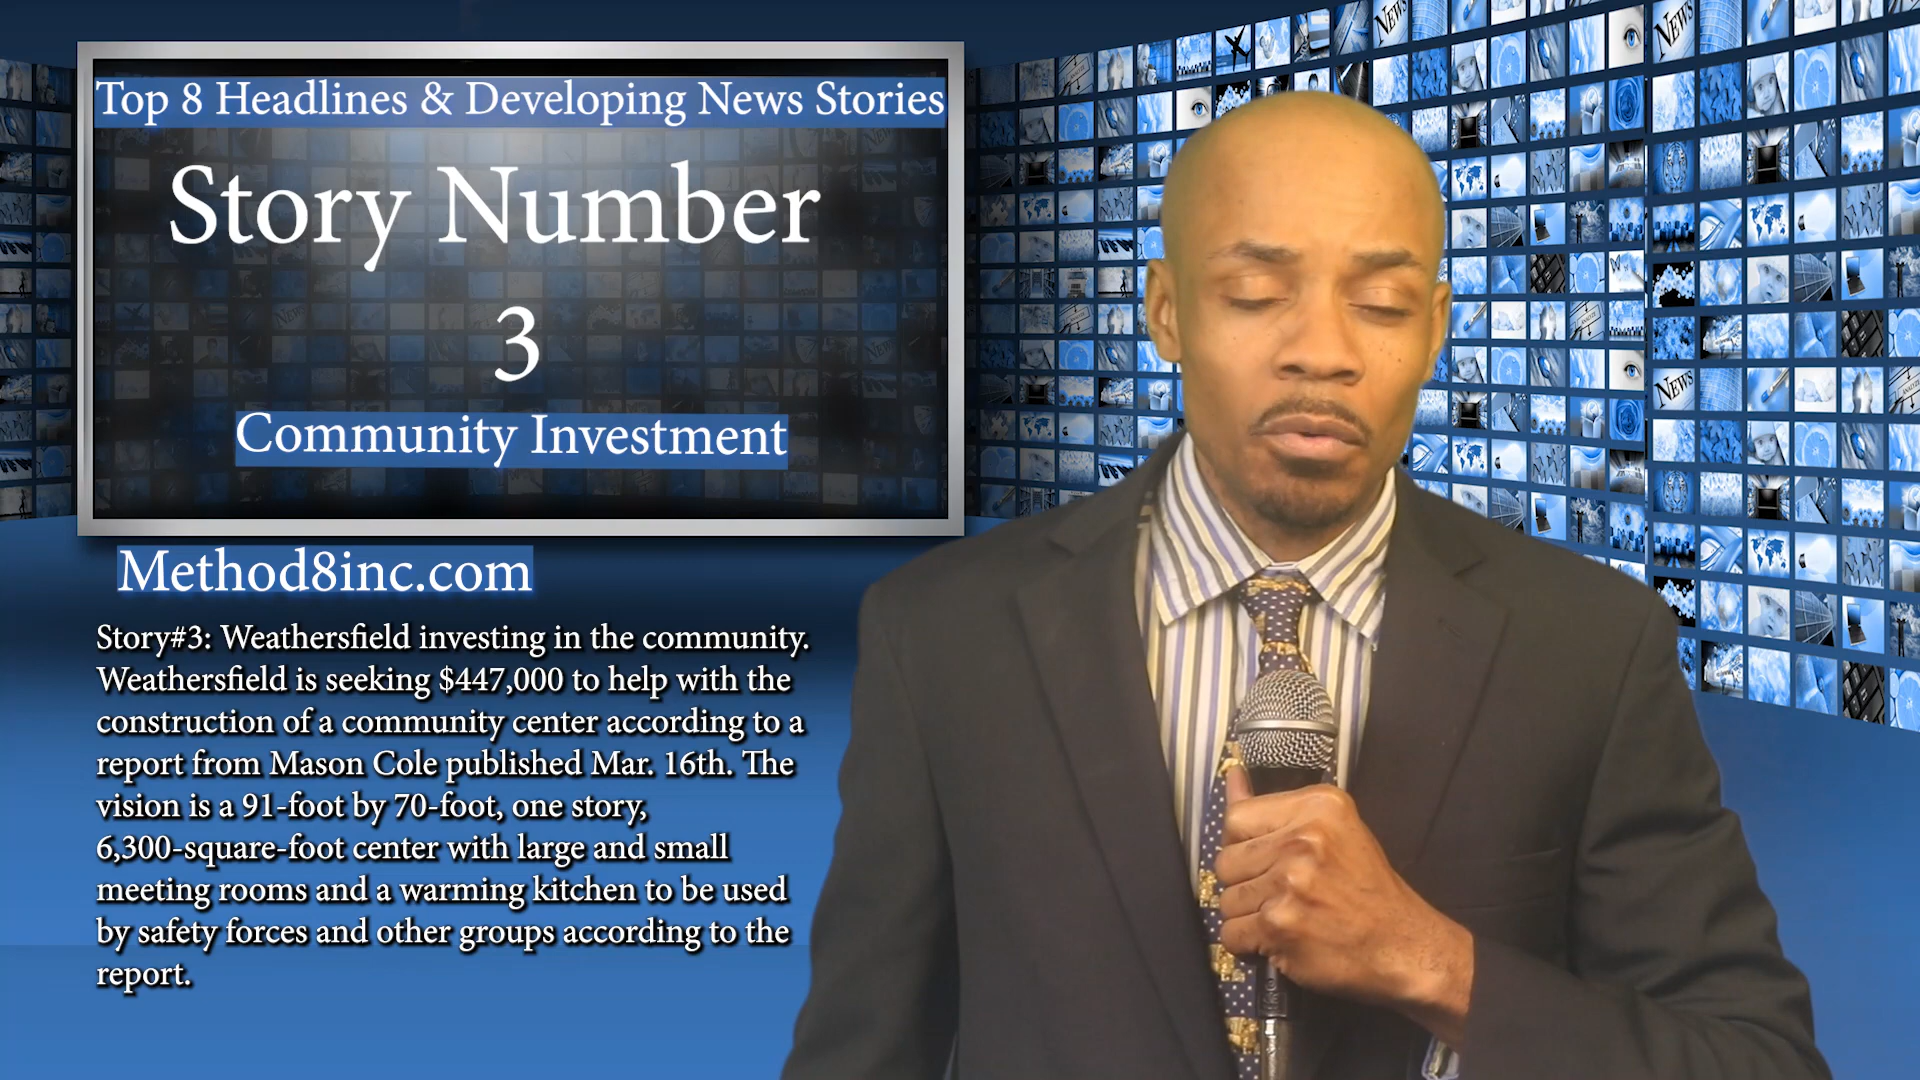 Top 8 Headlines & Developing News Stories
Story Number
3
Community Investment
Method8inc.com
Story#3: Weathersfield investing in the community.
Weathersfield is seeking $447,000 to help with the
construction of a community center according to a
report from Mason Cole published Mar. 16th. The
vision is a 91-foot by 70-foot, one story,
6,300-square-foot center with large and small
meeting rooms and a warming kitchen to be used
by safety forces and other groups according to the
report.
NEWS
NEWS
NEWS